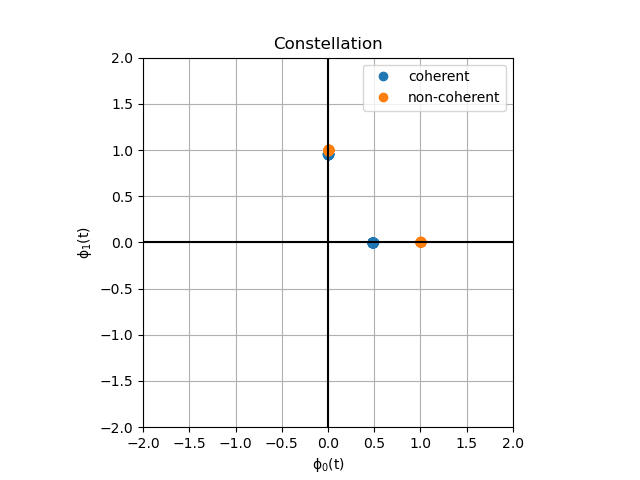 Constellation
coherent
non-coherent
2.0
1.5
1.0
0.5
0.0
−0.5
−1.0
−1.5
−2.0
ϕ₁(t)
−2.0 −1.5 −1.0 −0.5 0.0 0.5 1.0 1.5 2.0
ϕ₀(t)